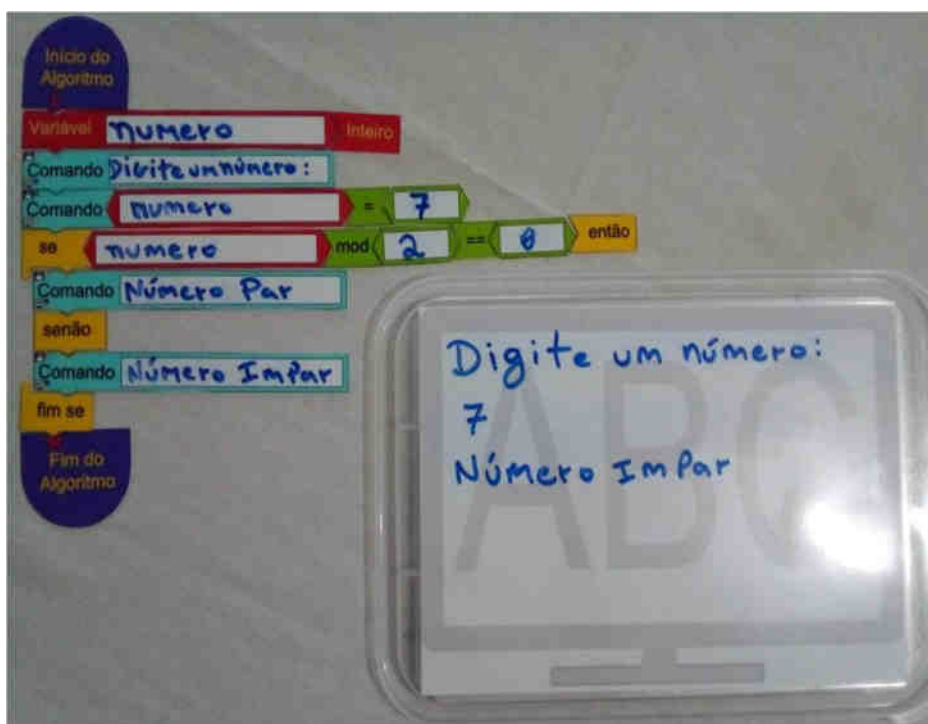 Início do
Algoritmo
Variável numero Inteiro
Comando Digite um número:
Comando numero = 7
se numero mod 2 == 0 então
Comando Número Par
senão
Comando Número Impar
fim se
Fim do
Algoritmo
Digite um número:
7
Número Impar
ABC